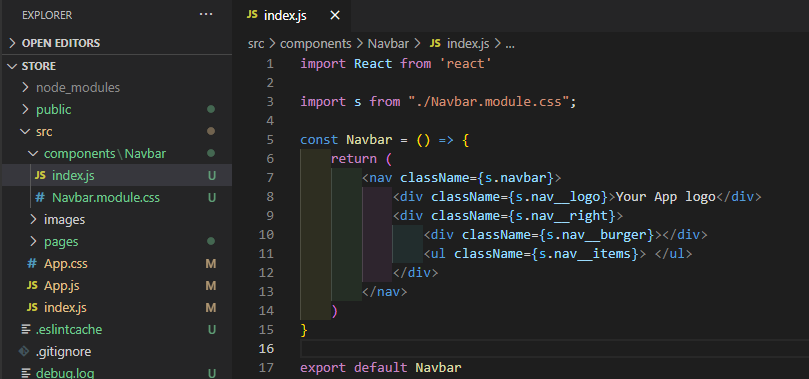 EXPLORER ...
OPEN EDITORS
STORE
node_modules
public
src
components\Navbar
JS index.js U
# Navbar.module.css U
images
pages
# App.css M
JS App.js M
JS index.js M
.eslintcache U
.gitignore
debug.log U
JS index.js ×
src > components > Navbar > JS index.js > ...
1 import React from 'react'
2
3 import s from "./Navbar.module.css";
4
5 const Navbar = () => {
6 return (
7 <nav className={s.navbar}>
8 <div className={s.nav__logo}>Your App logo</div>
9 <div className={s.nav__right}>
10 <div className={s.nav__burger}></div>
11 <ul className={s.nav__items}> </ul>
12 </div>
13 </nav>
14 )
15 }
16
17 export default Navbar